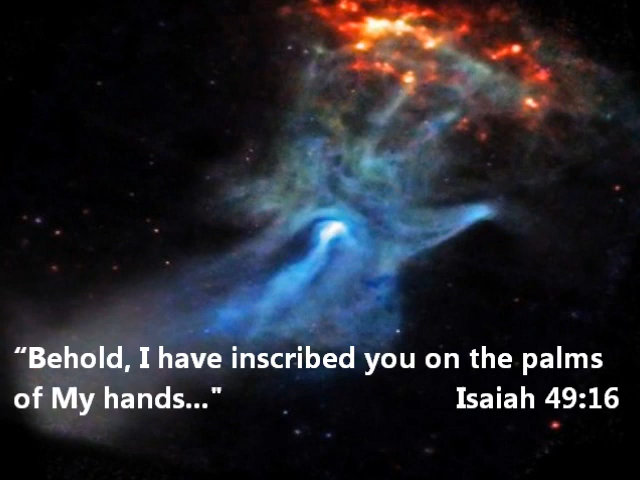 “Behold, I have inscribed you on the palms
of My hands..." Isaiah 49:16